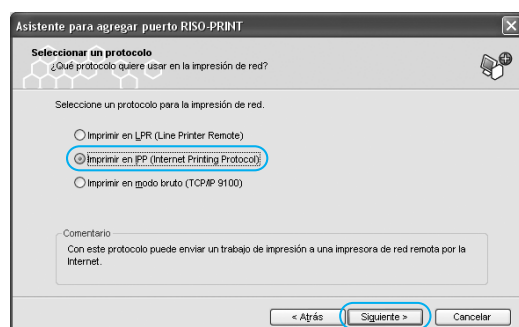 Asistente para agregar puerto RISO-PRINT
Seleccionar un protocolo
¿Qué protocolo quiere usar en la impresión de red?
Seleccione un protocolo para la impresión de red.
Imprimir en LPR (Line Printer Remote)
Imprimir en IPP (Internet Printing Protocol)
Imprimir en modo bruto (TCP/IP 9100)
Comentario
Con este protocolo puede enviar un trabajo de impresión a una impresora de red remota por la
Internet.
< Atrás
Siguiente >
Cancelar